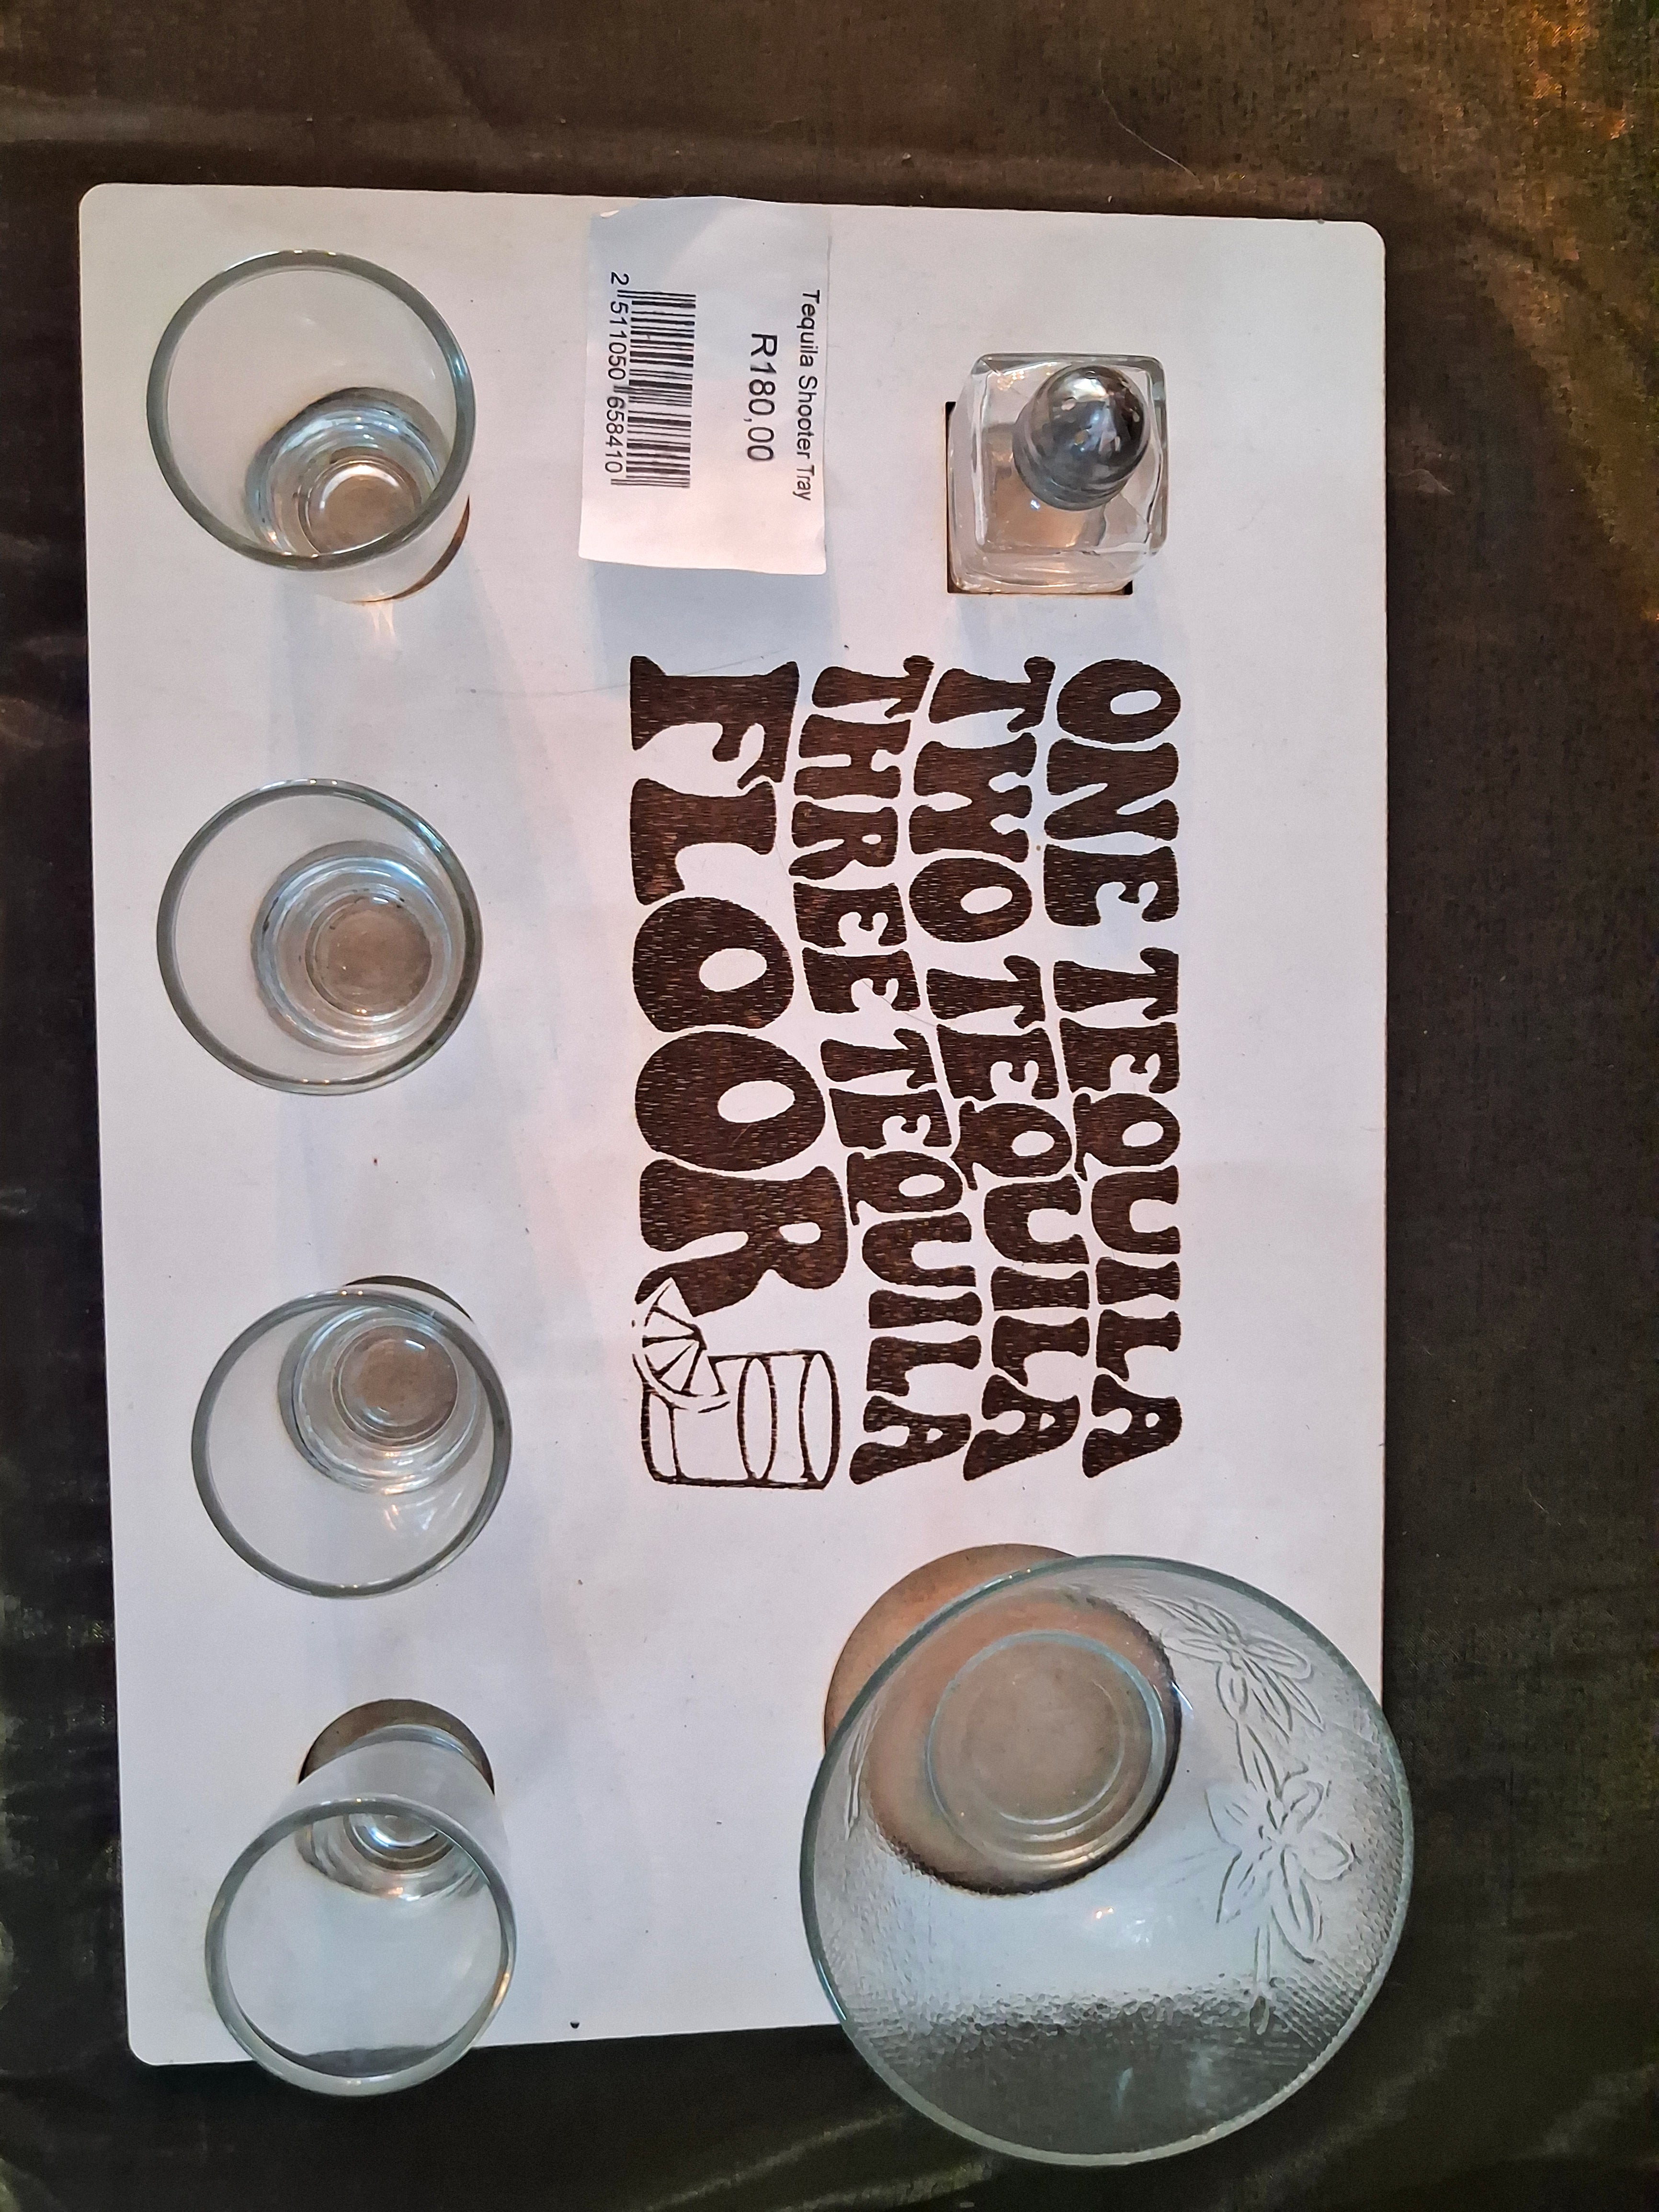 Tequila Shooter Tray
R180,00
2 511050 658410
ONE TEQUILA
TWO TEQUILA
THREE TEQUILA
FLOOR